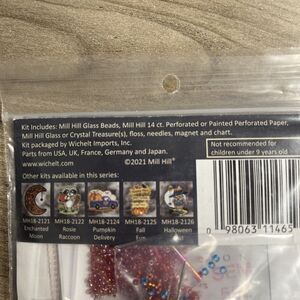 Kit Includes: Mill Hill Glass Beads, Mill Hill 14 ct. Perforated or Painted Perforated Paper,
Mill Hill Glass or Crystal Treasure(s), floss, needles, magnet and chart.
Kit packaged by Wichelt Imports, Inc.
Parts from USA, UK, France, Germany and Japan.
www.wichelt.com ©2021 Mill Hill®
Not recommended for
children under 9 years old
Other kits available in this series:
MH18-2121 MH18-2122 MH18-2124 MH18-2125 MH18-2126
Enchanted Rosie Pumpkin Fall Halloween
Moon Raccoon Delivery
0 98063 11465